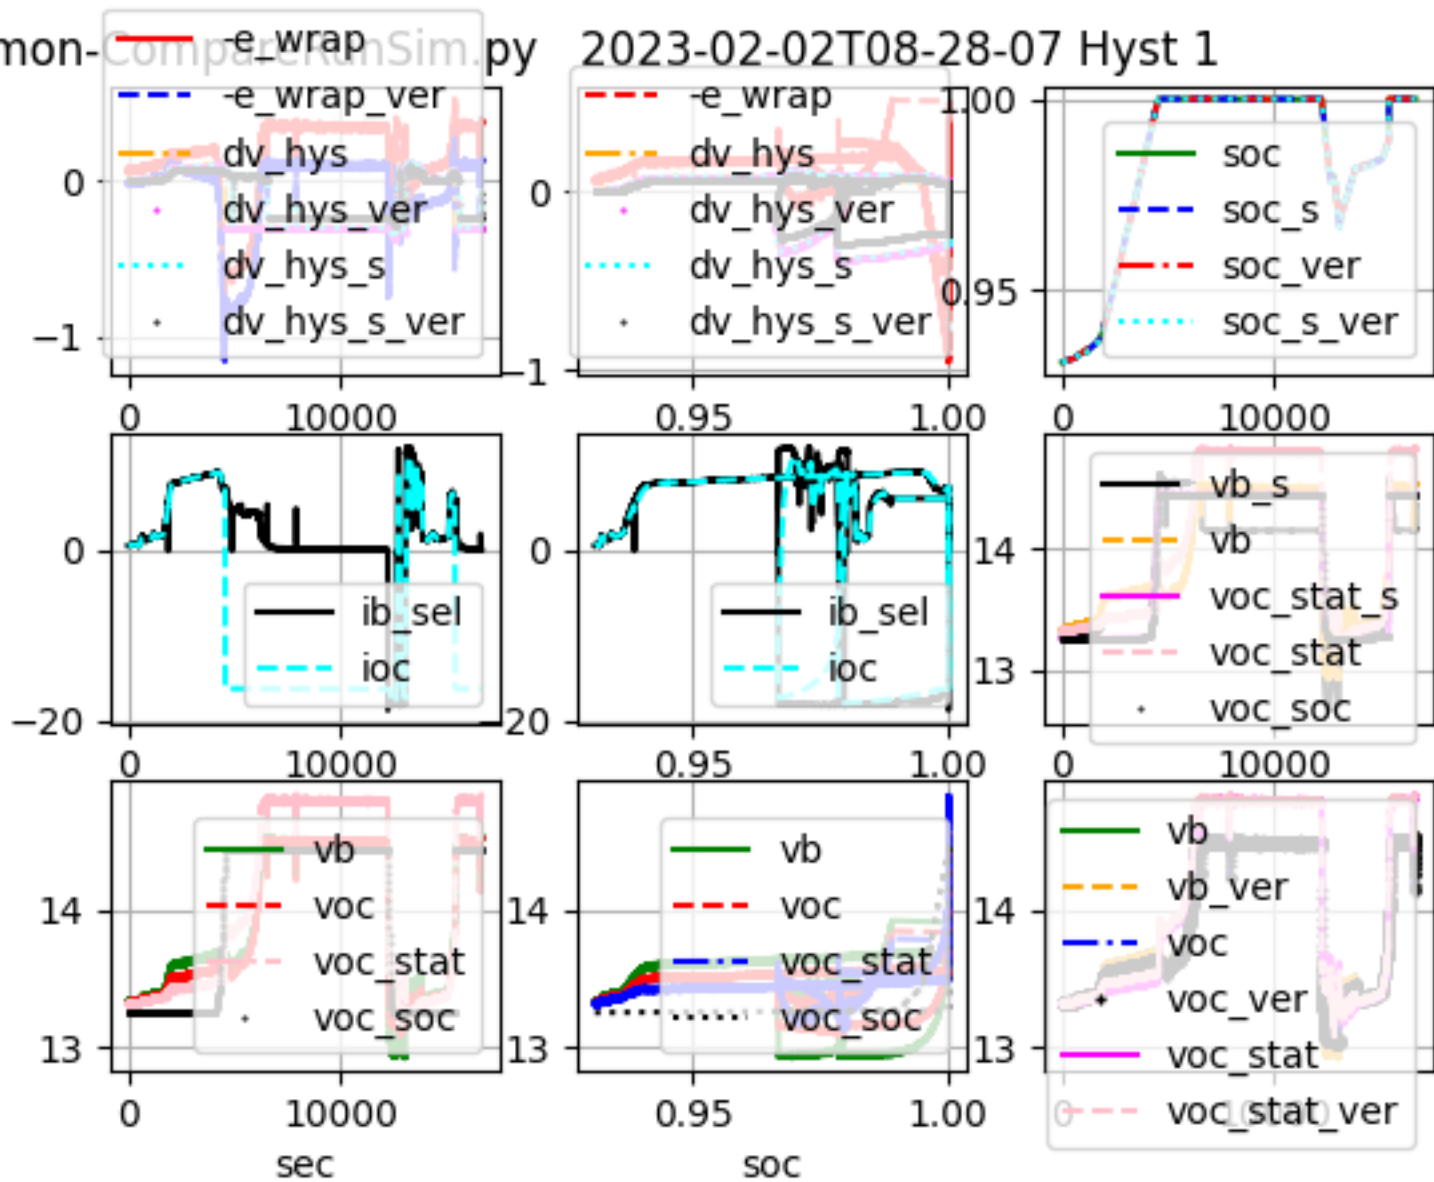 mon-CompareRunSim.py 2023-02-02T08-28-07 Hyst 1
-e_wrap
-e_wrap_ver
dv_hys
dv_hys_ver
dv_hys_s
dv_hys_s_ver
0
−1
0
10000
-e_wrap
dv_hys
dv_hys_ver
dv_hys_s
dv_hys_s_ver
0
−1
0.95
1.00
1.00
0.95
soc
soc_s
soc_ver
soc_s_ver
0
10000
0
−20
ib_sel
ioc
0
10000
0
−20
ib_sel
ioc
0.95
1.00
14
13
vb_s
vb
voc_stat_s
voc_stat
voc_soc
0
10000
14
13
vb
voc
voc_stat
voc_soc
0
10000
sec
14
13
vb
voc
voc_stat
voc_soc
0.95
1.00
soc
14
13
vb
vb_ver
voc
voc_ver
voc_stat
voc_stat_ver
0
10000